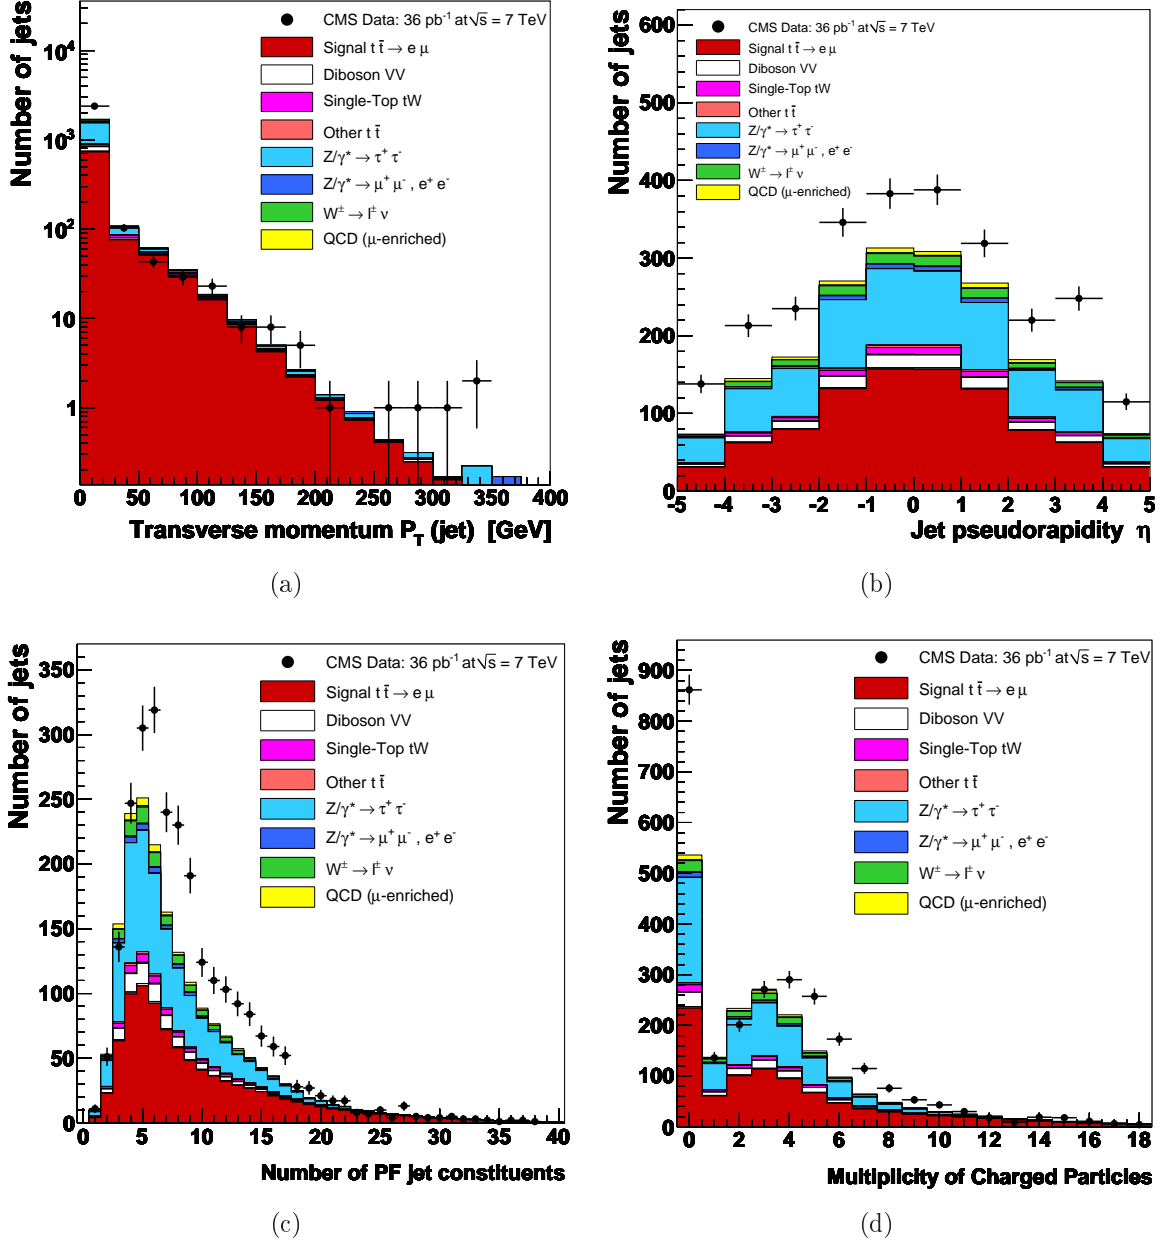 Number of jets
10⁴
10³
10²
10
1
0 50 100 150 200 250 300 350 400
Transverse momentum P_T (jet) [GeV]
CMS Data: 36 pb⁻¹ at √s = 7 TeV
Signal t t̄ → e μ
Diboson VV
Single-Top tW
Other t t̄
Z/γ* → τ⁺ τ⁻
Z/γ* → μ⁺ μ⁻ , e⁺ e⁻
W± → l± ν
QCD (μ-enriched)
(a)
Number of jets
600
500
400
300
200
100
0
-5 -4 -3 -2 -1 0 1 2 3 4 5
Jet pseudorapidity η
CMS Data: 36 pb⁻¹ at √s = 7 TeV
Signal t t̄ → e μ
Diboson VV
Single-Top tW
Other t t̄
Z/γ* → τ⁺ τ⁻
Z/γ* → μ⁺ μ⁻ , e⁺ e⁻
W± → l± ν
QCD (μ-enriched)
(b)
Number of jets
350
300
250
200
150
100
50
0
0 5 10 15 20 25 30 35 40
Number of PF jet constituents
CMS Data: 36 pb⁻¹ at √s = 7 TeV
Signal t t̄ → e μ
Diboson VV
Single-Top tW
Other t t̄
Z/γ* → τ⁺ τ⁻
Z/γ* → μ⁺ μ⁻ , e⁺ e⁻
W± → l± ν
QCD (μ-enriched)
(c)
Number of jets
900
800
700
600
500
400
300
200
100
0
0 2 4 6 8 10 12 14 16 18
Multiplicity of Charged Particles
CMS Data: 36 pb⁻¹ at √s = 7 TeV
Signal t t̄ → e μ
Diboson VV
Single-Top tW
Other t t̄
Z/γ* → τ⁺ τ⁻
Z/γ* → μ⁺ μ⁻ , e⁺ e⁻
W± → l± ν
QCD (μ-enriched)
(d)